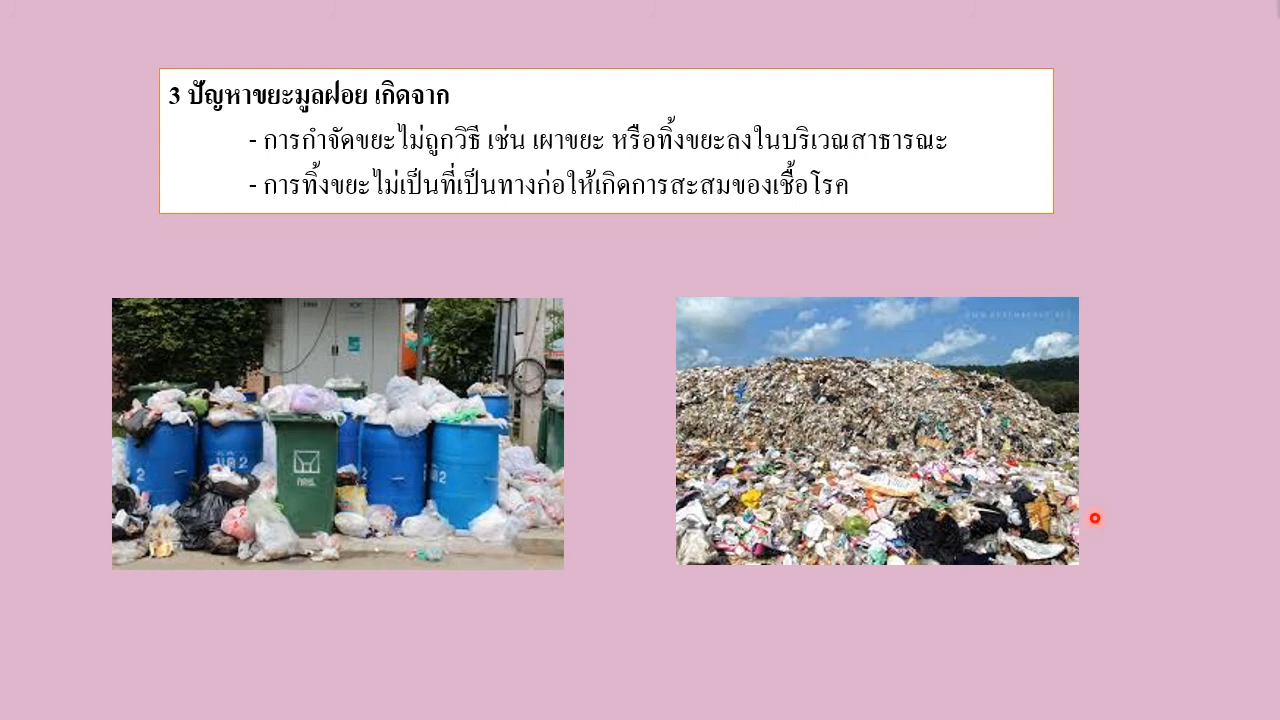 3 ปัญหาขยะมูลฝอย เกิดจาก
- การกำจัดขยะไม่ถูกวิธี เช่น เผาขยะ หรือทิ้งขยะลงในบริเวณสาธารณะ
- การทิ้งขยะไม่เป็นที่เป็นทางก่อให้เกิดการสะสมของเชื้อโรค